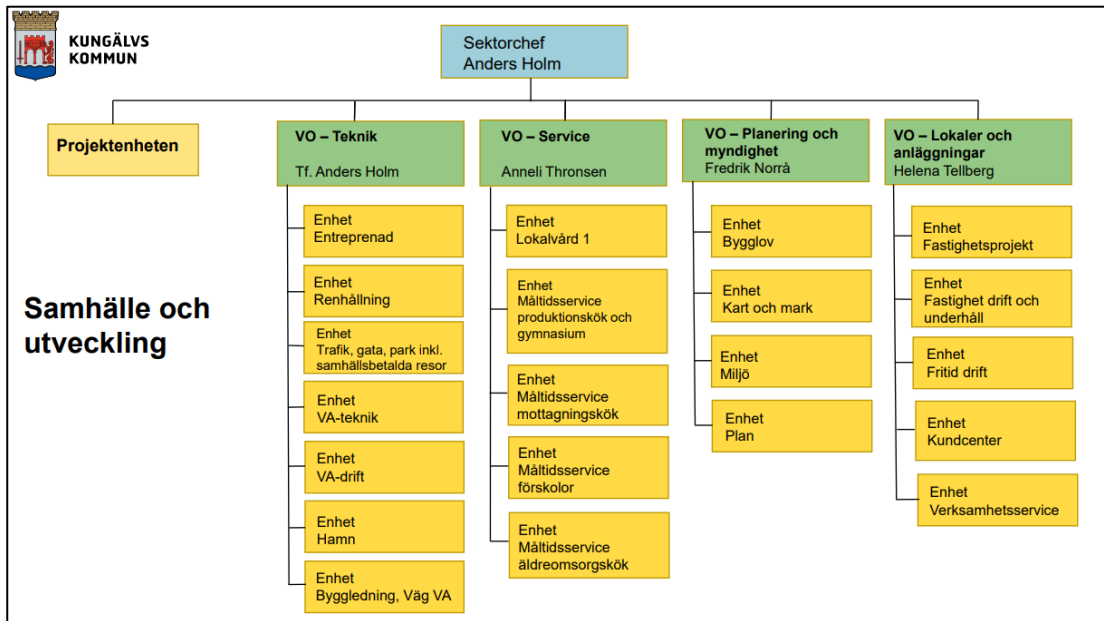 KUNGÄLVS
KOMMUN
Sektorchef
Anders Holm
Projektenheten
Samhälle och
utveckling
VO – Teknik
Tf. Anders Holm
Enhet
Entreprenad
Enhet
Renhållning
Enhet
Trafik, gata, park inkl.
samhällsbetalda resor
Enhet
VA-teknik
Enhet
VA-drift
Enhet
Hamn
Enhet
Byggledning, Väg VA
VO – Service
Anneli Thronsen
Enhet
Lokalvård 1
Enhet
Måltidsservice
produktionskök och
gymnasium
Enhet
Måltidsservice
mottagningskök
Enhet
Måltidsservice
förskolor
Enhet
Måltidsservice
äldreomsorgskök
VO – Planering och
myndighet
Fredrik Norrå
Enhet
Bygglov
Enhet
Kart och mark
Enhet
Miljö
Enhet
Plan
VO – Lokaler och
anläggningar
Helena Tellberg
Enhet
Fastighetsprojekt
Enhet
Fastighet drift och
underhåll
Enhet
Fritid drift
Enhet
Kundcenter
Enhet
Verksamhetsservice